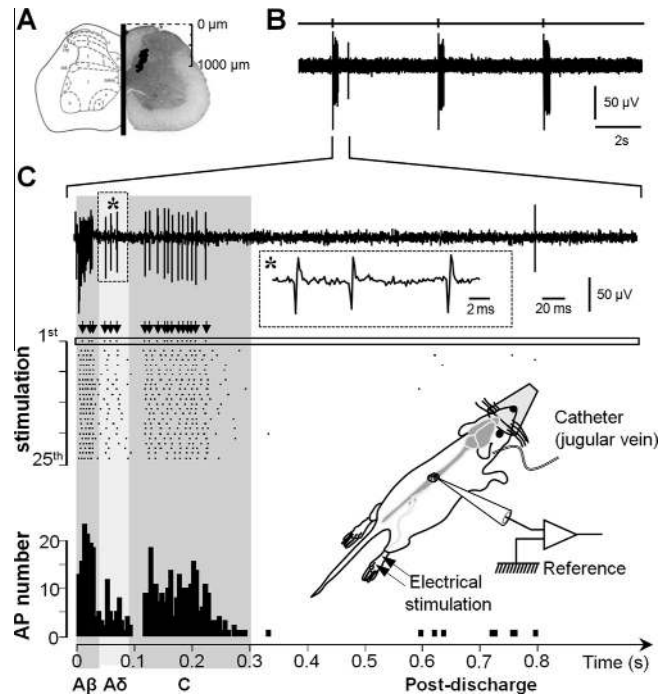 A
0 µm
1000 µm
B
50 µV
2s
C
*
*
2 ms
20 ms
50 µV
1st
stimulation
25th
Catheter
(jugular vein)
Reference
Electrical
stimulation
AP number
20
10
0
0
0.1
0.2
0.3
0.4
0.5
0.6
0.7
0.8
Time (s)
Aβ
Aδ
C
Post-discharge